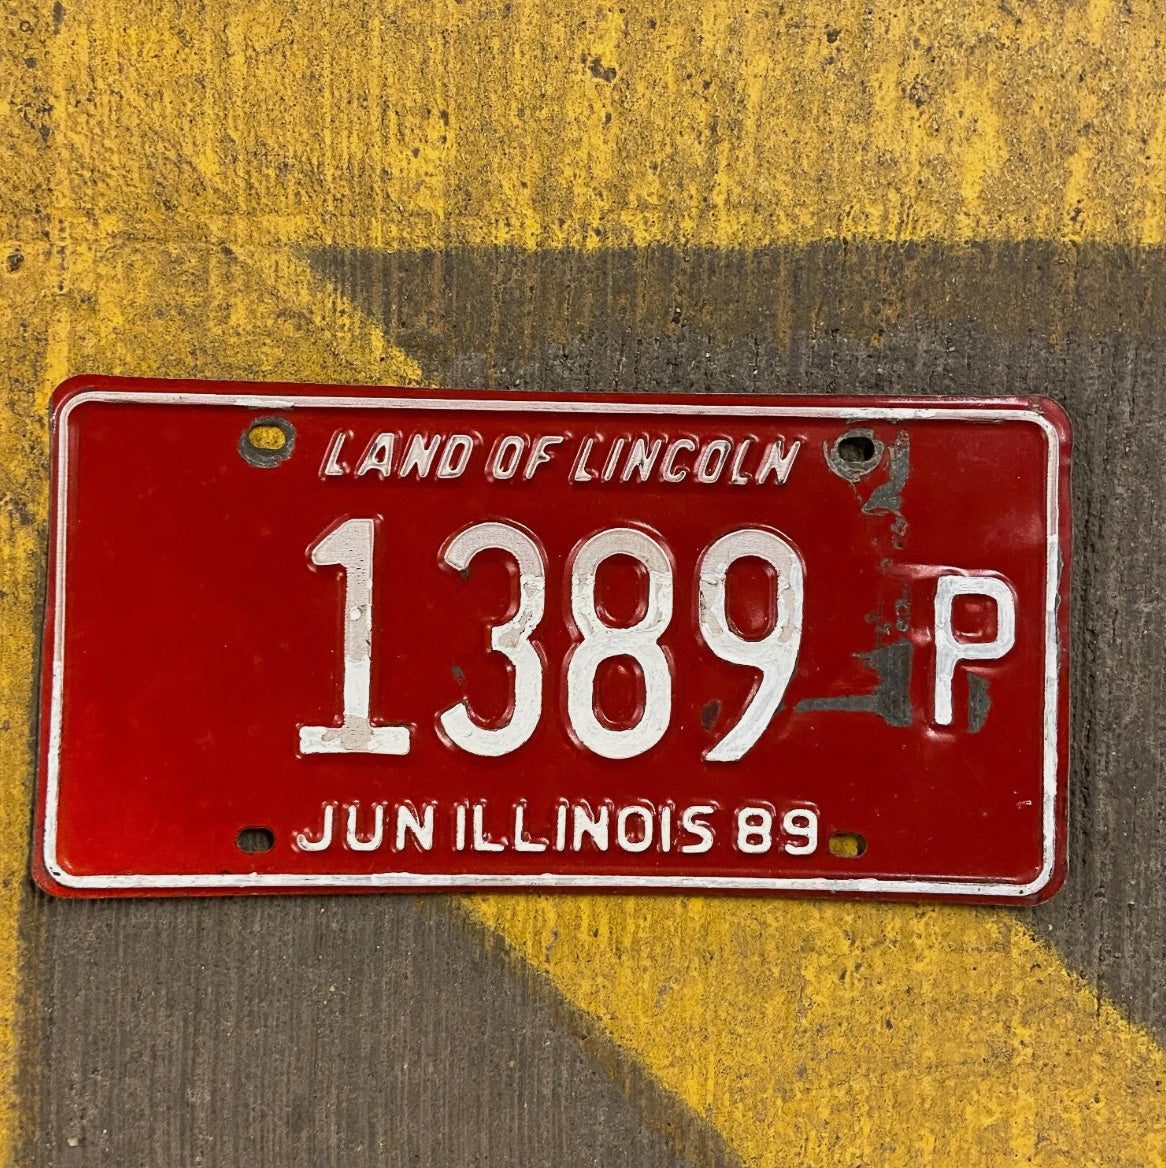 LAND OF LINCOLN
1389 P
JUN ILLINOIS 89